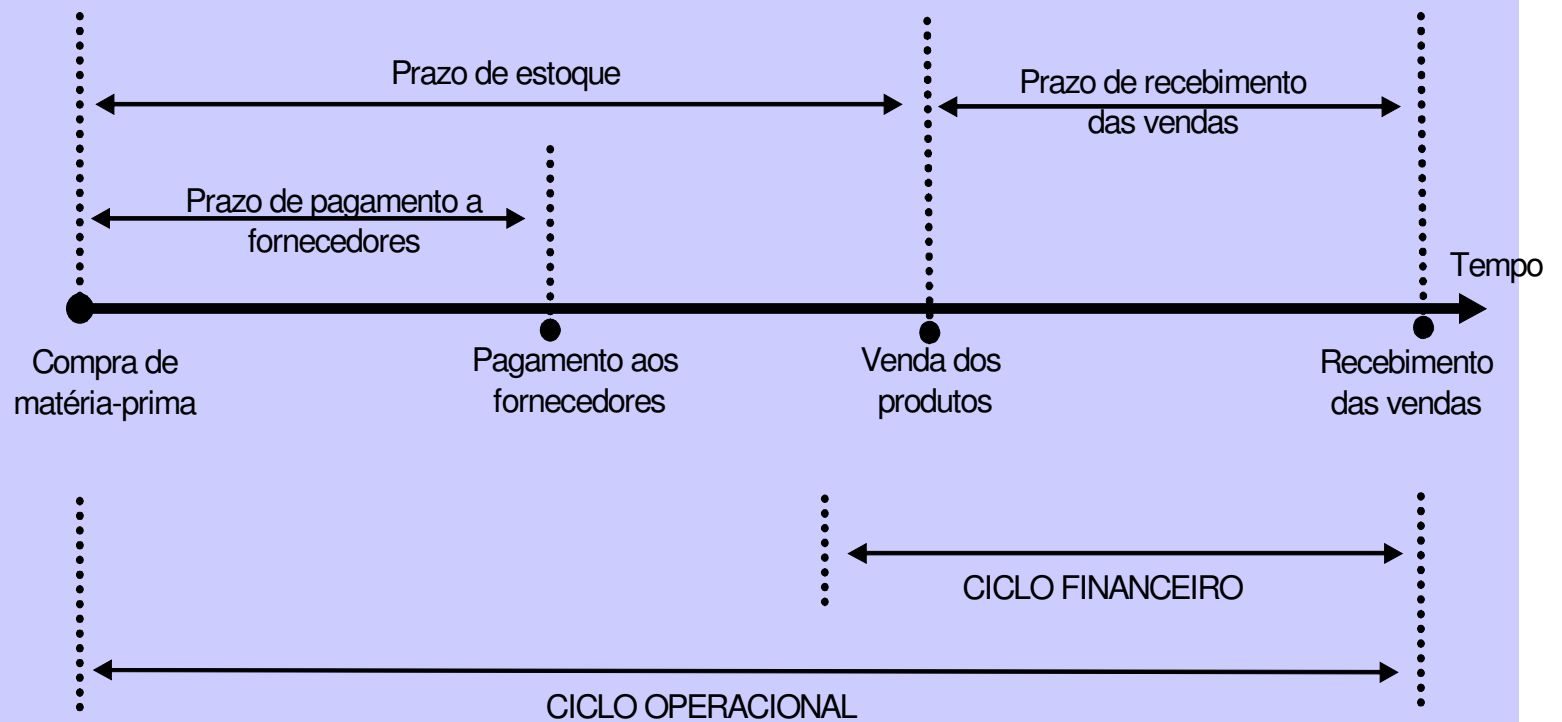 Prazo de estoque
Prazo de recebimento
das vendas
Prazo de pagamento a
fornecedores
Tempo
Compra de
matéria-prima
Pagamento aos
fornecedores
Venda dos
produtos
Recebimento
das vendas
CICLO FINANCEIRO
CICLO OPERACIONAL